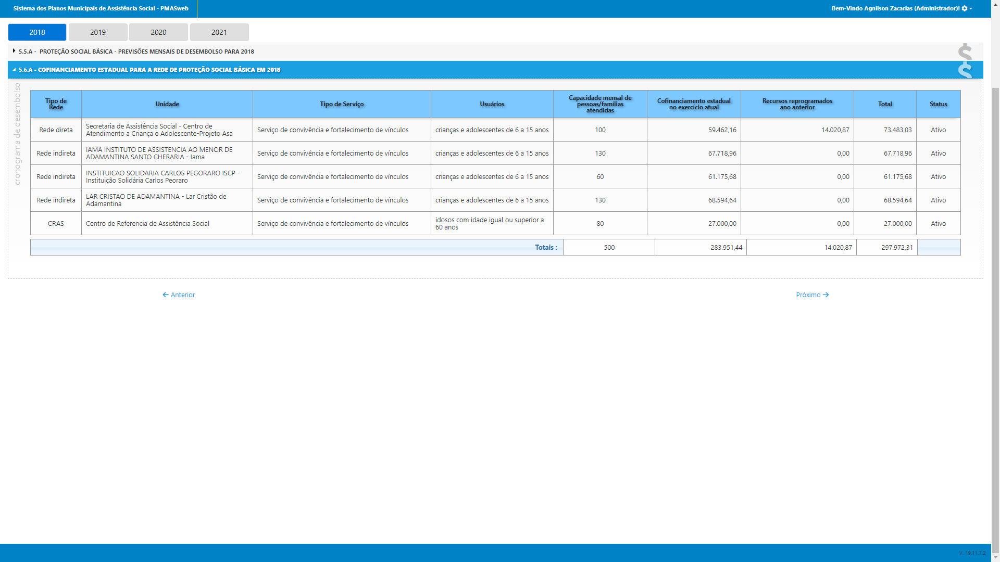 Sistema dos Planos Municipais de Assistência Social - PMASweb
Bem-Vindo Agnilson Zacarias (Administrador)!
2018
2019
2020
2021
5.5.A - PROTEÇÃO SOCIAL BÁSICA - PREVISÕES MENSAIS DE DESEMBOLSO PARA 2018
5.6.A - COFINANCIAMENTO ESTADUAL PARA A REDE DE PROTEÇÃO SOCIAL BÁSICA EM 2018
cronograma de desembolso
Tipo de
Rede
Unidade
Tipo de Serviço
Usuários
Capacidade mensal de
pessoas/famílias
atendidas
Cofinanciamento estadual
no exercício atual
Recursos reprogramados
ano anterior
Total
Status
Rede direta
Secretaria de Assistência Social - Centro de
Atendimento a Criança e Adolescente-Projeto Asa
Serviço de convivência e fortalecimento de vínculos
crianças e adolescentes de 6 a 15 anos
100
59.462,16
14.020,87
73.483,03
Ativo
Rede indireta
IAMA INSTITUTO DE ASSISTENCIA AO MENOR DE
ADAMANTINA SANTO CHERARIA - Iama
Serviço de convivência e fortalecimento de vínculos
crianças e adolescentes de 6 a 15 anos
130
67.718,96
0,00
67.718,96
Ativo
Rede indireta
INSTITUICAO SOLIDARIA CARLOS PEGORARO ISCP -
Instituição Solidária Carlos Peoraro
Serviço de convivência e fortalecimento de vínculos
crianças e adolescentes de 6 a 15 anos
60
61.175,68
0,00
61.175,68
Ativo
Rede indireta
LAR CRISTAO DE ADAMANTINA - Lar Cristão de
Adamantina
Serviço de convivência e fortalecimento de vínculos
crianças e adolescentes de 6 a 15 anos
130
68.594,64
0,00
68.594,64
Ativo
CRAS
Centro de Referencia de Assistência Social
Serviço de convivência e fortalecimento de vínculos
idosos com idade igual ou superior a
60 anos
80
27.000,00
0,00
27.000,00
Ativo
Totais :
500
283.951,44
14.020,87
297.972,31
← Anterior
Próximo →
V. 19.11.7.2